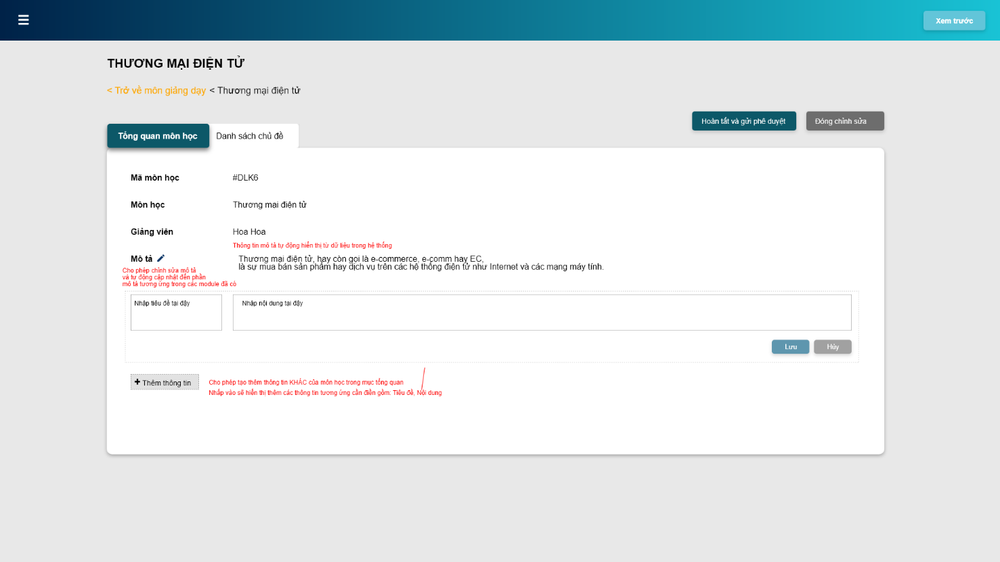 Xem trước
THƯƠNG MẠI ĐIỆN TỬ
< Trở về môn giảng dạy < Thương mại điện tử
Hoàn tất và gửi phê duyệt
Đóng chỉnh sửa
Tổng quan môn học
Danh sách chủ đề
Mã môn học
#DLK6
Môn học
Thương mại điện tử
Giảng viên
Hoa Hoa
Thông tin mô tả tự động hiển thị từ dữ liệu trong hệ thống
Mô tả
Thương mại điện tử, hay còn gọi là e-commerce, e-comm hay EC,
là sự mua bán sản phẩm hay dịch vụ trên các hệ thống điện tử như Internet và các mạng máy tính.
Cho phép chỉnh sửa mô tả
và tự động cập nhật đến phần
mô tả tương ứng trong các module đã có
Nhập tiêu đề tại đậy
Nhập nội dung tại đậy
Lưu
Hủy
+ Thêm thông tin
Cho phép tạo thêm thông tin KHÁC của môn học trong mục tổng quan
Nhấp vào sẽ hiển thị thêm các thông tin tương ứng cần điền gồm: Tiêu đề, Nội dung